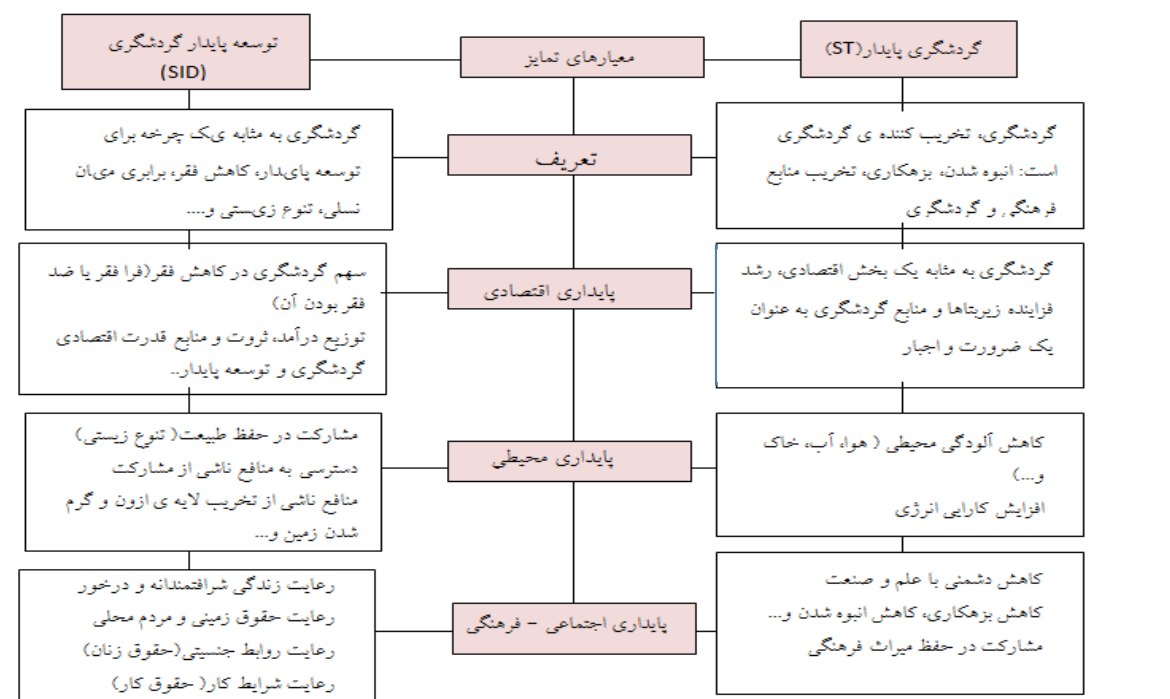 گردشگری پایدار(ST)
معیارهای تمایز
توسعه پایدار گردشگری
(SID)
گردشگری، تخریب کننده ی گردشگری
است: انبوه شدن، بزهکاری، تخریب منابع
فرهنگی و گردشگری
تعریف
گردشگری به مثابه یک چرخه برای
توسعه پایدار، کاهش فقر، برابری میان
نسلی، تنوع زیستی و....
گردشگری به مثابه یک بخش اقتصادی، رشد
فزاینده زیربتاها و منابع گردشگری به عنوان
یک ضرورت و اجبار
پایداری اقتصادی
سهم گردشگری در کاهش فقر(فرا فقر یا ضد
فقر بودن آن)
توزیع درآمد، ثروت و منابع قدرت اقتصادی
گردشگری و توسعه پایدار..
کاهش آلودگی محیطی ( هوا، آب، خاک
و...)
افزایش کارایی انرژی
پایداری محیطی
مشارکت در حفظ طبیعت( تنوع زیستی)
دسترسی به منافع ناشی از مشارکت
منافع ناشی از تخریب لایه ی ازون و گرم
شدن زمین و...
کاهش دشمنی با علم و صنعت
کاهش بزهکاری، کاهش انبوه شدن و...
مشارکت در حفظ میراث فرهنگی
پایداری اجتماعی - فرهنگی
رعایت زندگی شرافتمندانه و درخور
رعایت حقوق زمینی و مردم محلی
رعایت روابط جنسیتی(حقوق زنان)
رعایت شرایط کار( حقوق کار)